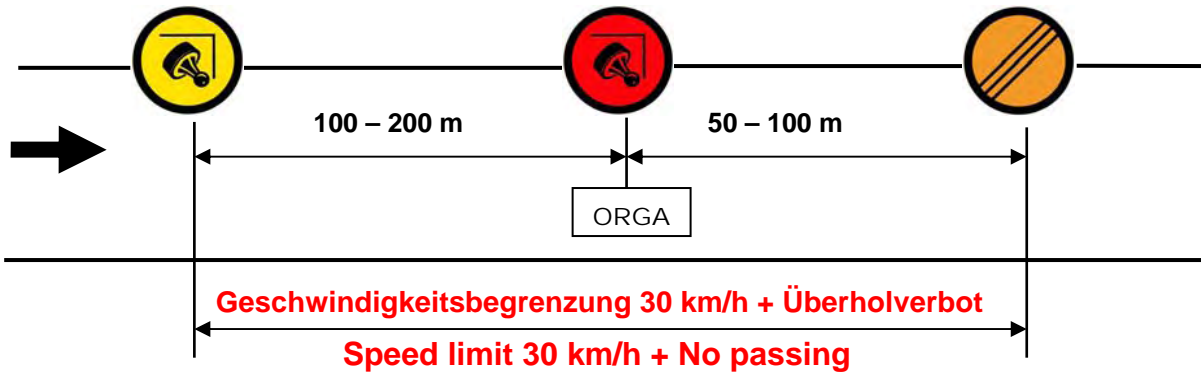 100 – 200 m
50 – 100 m
ORGA
Geschwindigkeitsbegrenzung 30 km/h + Überholverbot
Speed limit 30 km/h + No passing